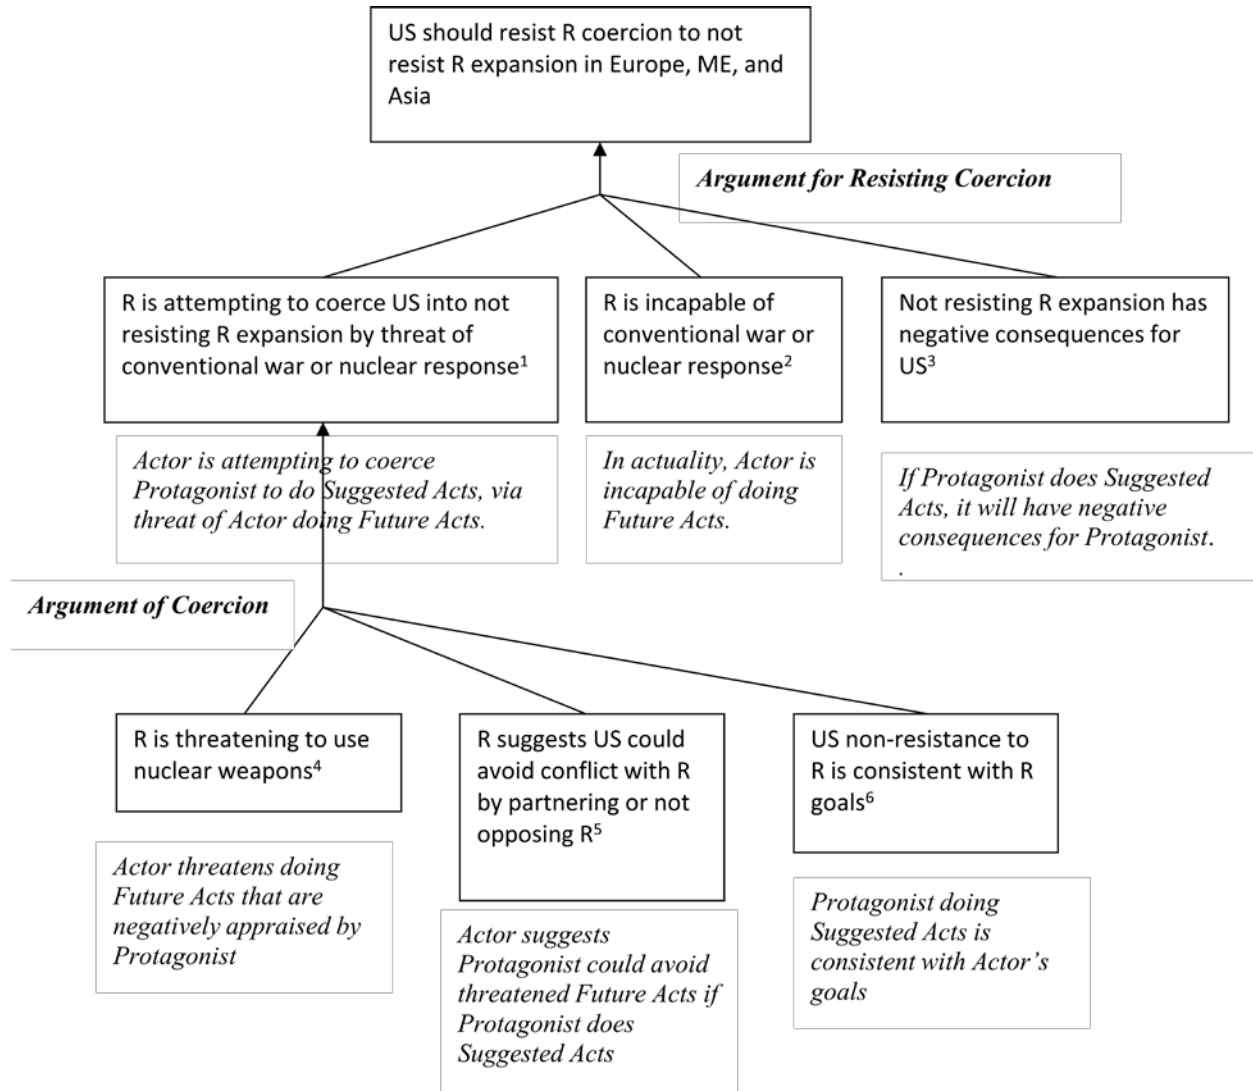 US should resist R coercion to not
resist R expansion in Europe, ME, and
Asia
Argument for Resisting Coercion
R is attempting to coerce US into not
resisting R expansion by threat of
conventional war or nuclear response1
R is incapable of
conventional war or
nuclear response2
Not resisting R expansion has
negative consequences for
US3
Actor is attempting to coerce
Protagonist to do Suggested Acts, via
threat of Actor doing Future Acts.
In actuality, Actor is
incapable of doing
Future Acts.
If Protagonist does Suggested
Acts, it will have negative
consequences for Protagonist.
.
Argument of Coercion
R is threatening to use
nuclear weapons4
R suggests US could
avoid conflict with R
by partnering or not
opposing R5
US non-resistance to
R is consistent with R
goals6
Actor threatens doing
Future Acts that are
negatively appraised by
Protagonist
Actor suggests
Protagonist could avoid
threatened Future Acts if
Protagonist does
Suggested Acts
Protagonist doing
Suggested Acts is
consistent with Actor’s
goals